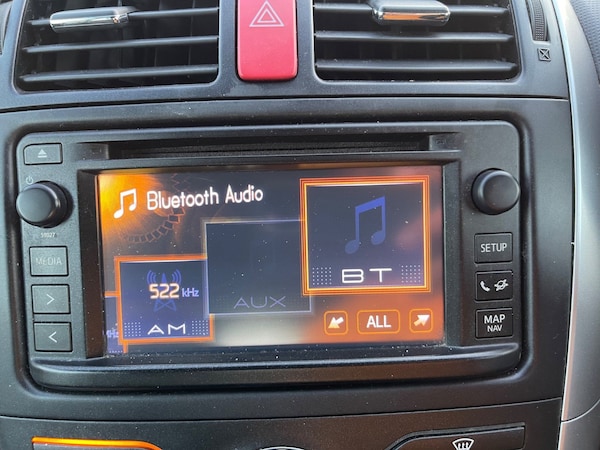 Bluetooth Audio
522 kHz
AM
AUX
BT
ALL
MEDIA
SETUP
MAP
NAV